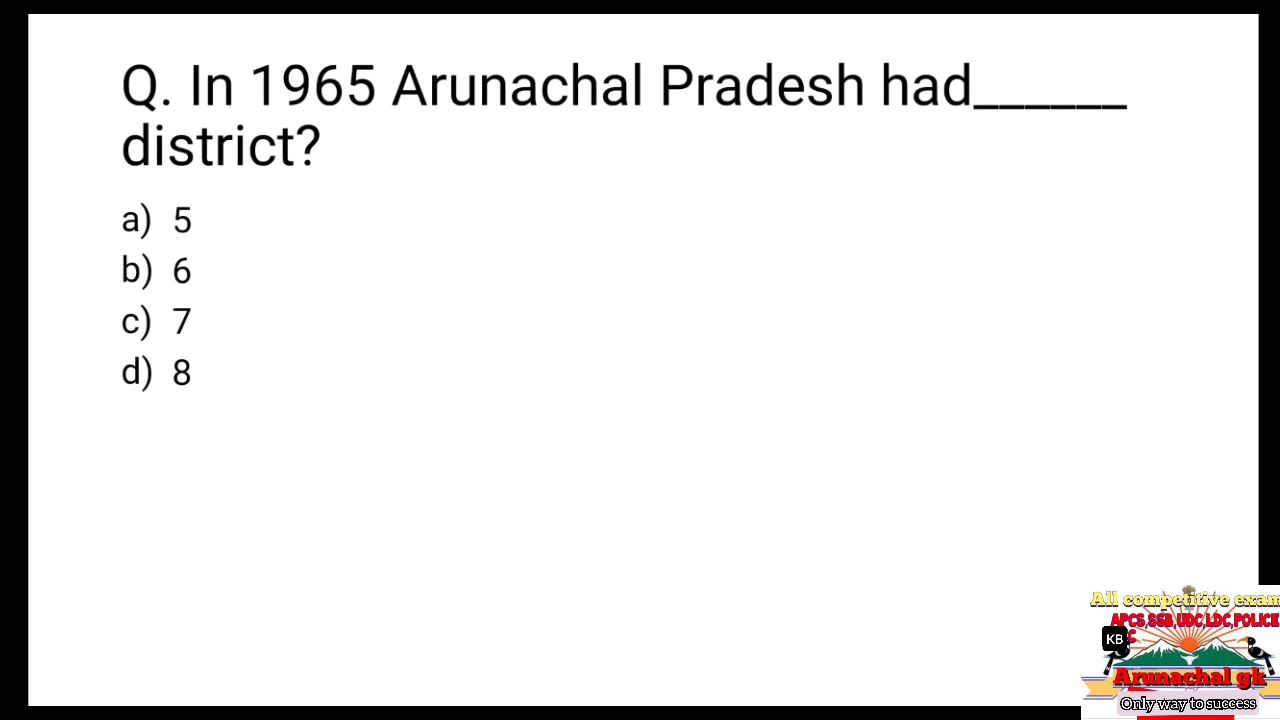 Q. In 1965 Arunachal Pradesh had______
district?
a) 5
b) 6
c) 7
d) 8
All competitive exam
APCS,SSB,UDC,LDC,POLICE
KB
Arunachal gk
Only way to success